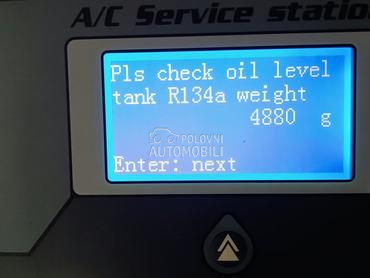 A/C Service station
Pls check oil level
tank R134a weight
4880 g
POLOVNI
AUTOMOBILI
Enter: next